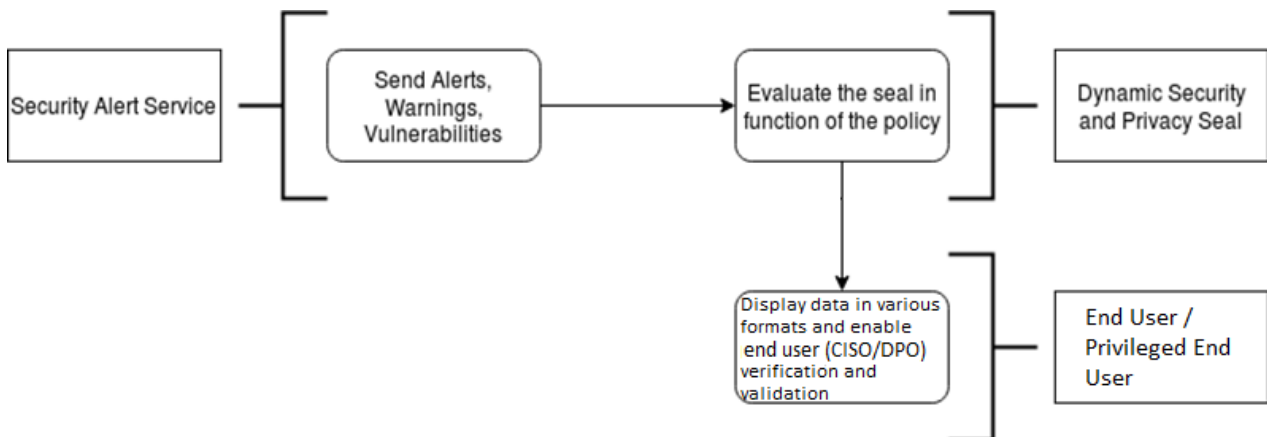 Security Alert Service
Send Alerts,
Warnings,
Vulnerabilities
Evaluate the seal in
function of the policy
Dynamic Security
and Privacy Seal
Display data in various
formats and enable
end user (CISO/DPO)
verification and
validation
End User /
Privileged End
User